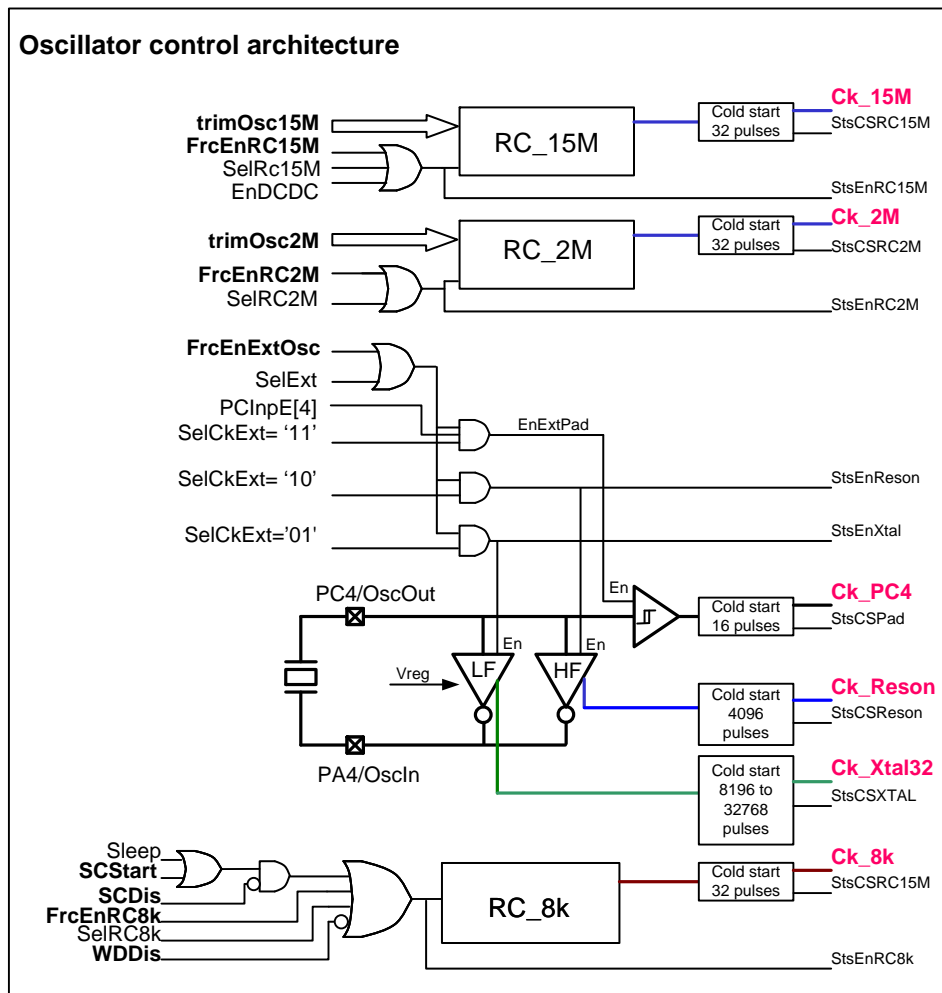 Oscillator control architecture
trimOsc15M
FrcEnRC15M
SelRc15M
EnDCDC
RC_15M
Cold start
32 pulses
Ck_15M
StsCSRC15M
StsEnRC15M
trimOsc2M
FrcEnRC2M
SelRC2M
RC_2M
Cold start
32 pulses
Ck_2M
StsCSRC2M
StsEnRC2M
FrcEnExtOsc
SelExt
PCInpE[4]
SelCkExt= ‘11’
EnExtPad
SelCkExt= ‘10’
StsEnReson
SelCkExt='01'
StsEnXtal
PC4/OscOut
En
Cold start
16 pulses
Ck_PC4
StsCSPad
En
En
LF
HF
Vreg
PA4/OscIn
Cold start
4096
pulses
Ck_Reson
StsCSReson
Cold start
8196 to
32768
pulses
Ck_Xtal32
StsCSXTAL
Sleep
SCStart
SCDis
FrcEnRC8k
SelRC8k
WDDis
RC_8k
Cold start
32 pulses
Ck_8k
StsCSRC15M
StsEnRC8k